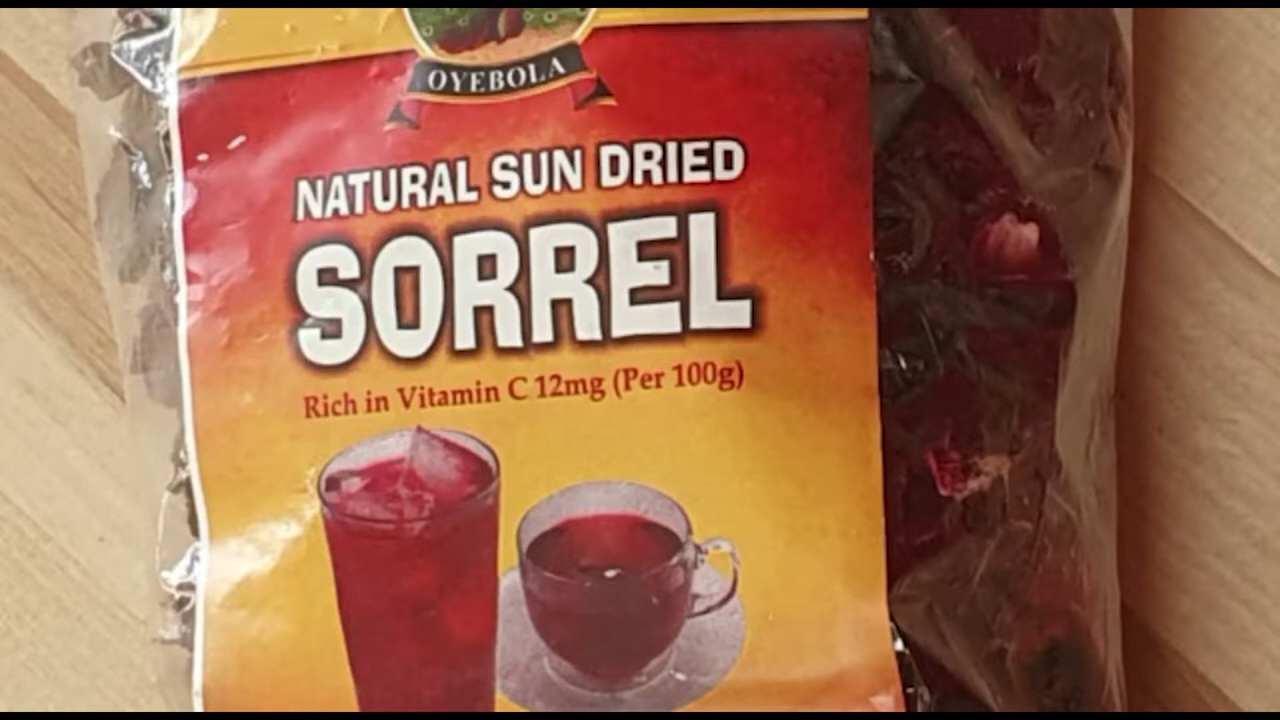 OYEBOLA
NATURAL SUN DRIED
SORREL
Rich in Vitamin C 12mg (Per 100g)